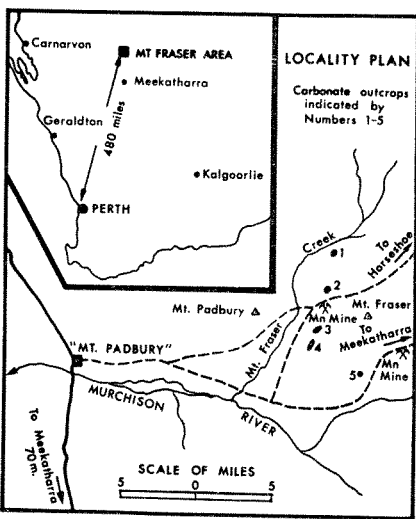 Carnarvon
MT FRASER AREA
Meekatharra
Geraldton
480 miles
Kalgoorlie
PERTH
LOCALITY PLAN
Carbonate outcrops
indicated by
Numbers 1-5
Creek
1
To
Horseshoe
2
Mt. Padbury
Mt. Fraser
Mn Mine
3
To
Meekatharra
4
Mt. Fraser
"MT. PADBURY"
5
Mn
Mine
MURCHISON
RIVER
To
Meekatharra
70 m.
SCALE OF MILES
5 0 5